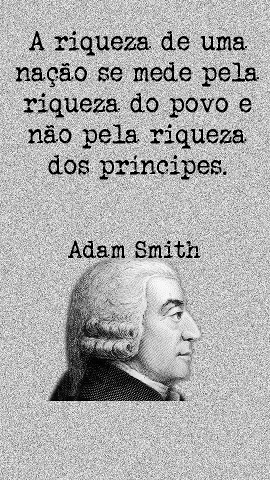 A riqueza de uma
nação se mede pela
riqueza do povo e
não pela riqueza
dos príncipes.
Adam Smith